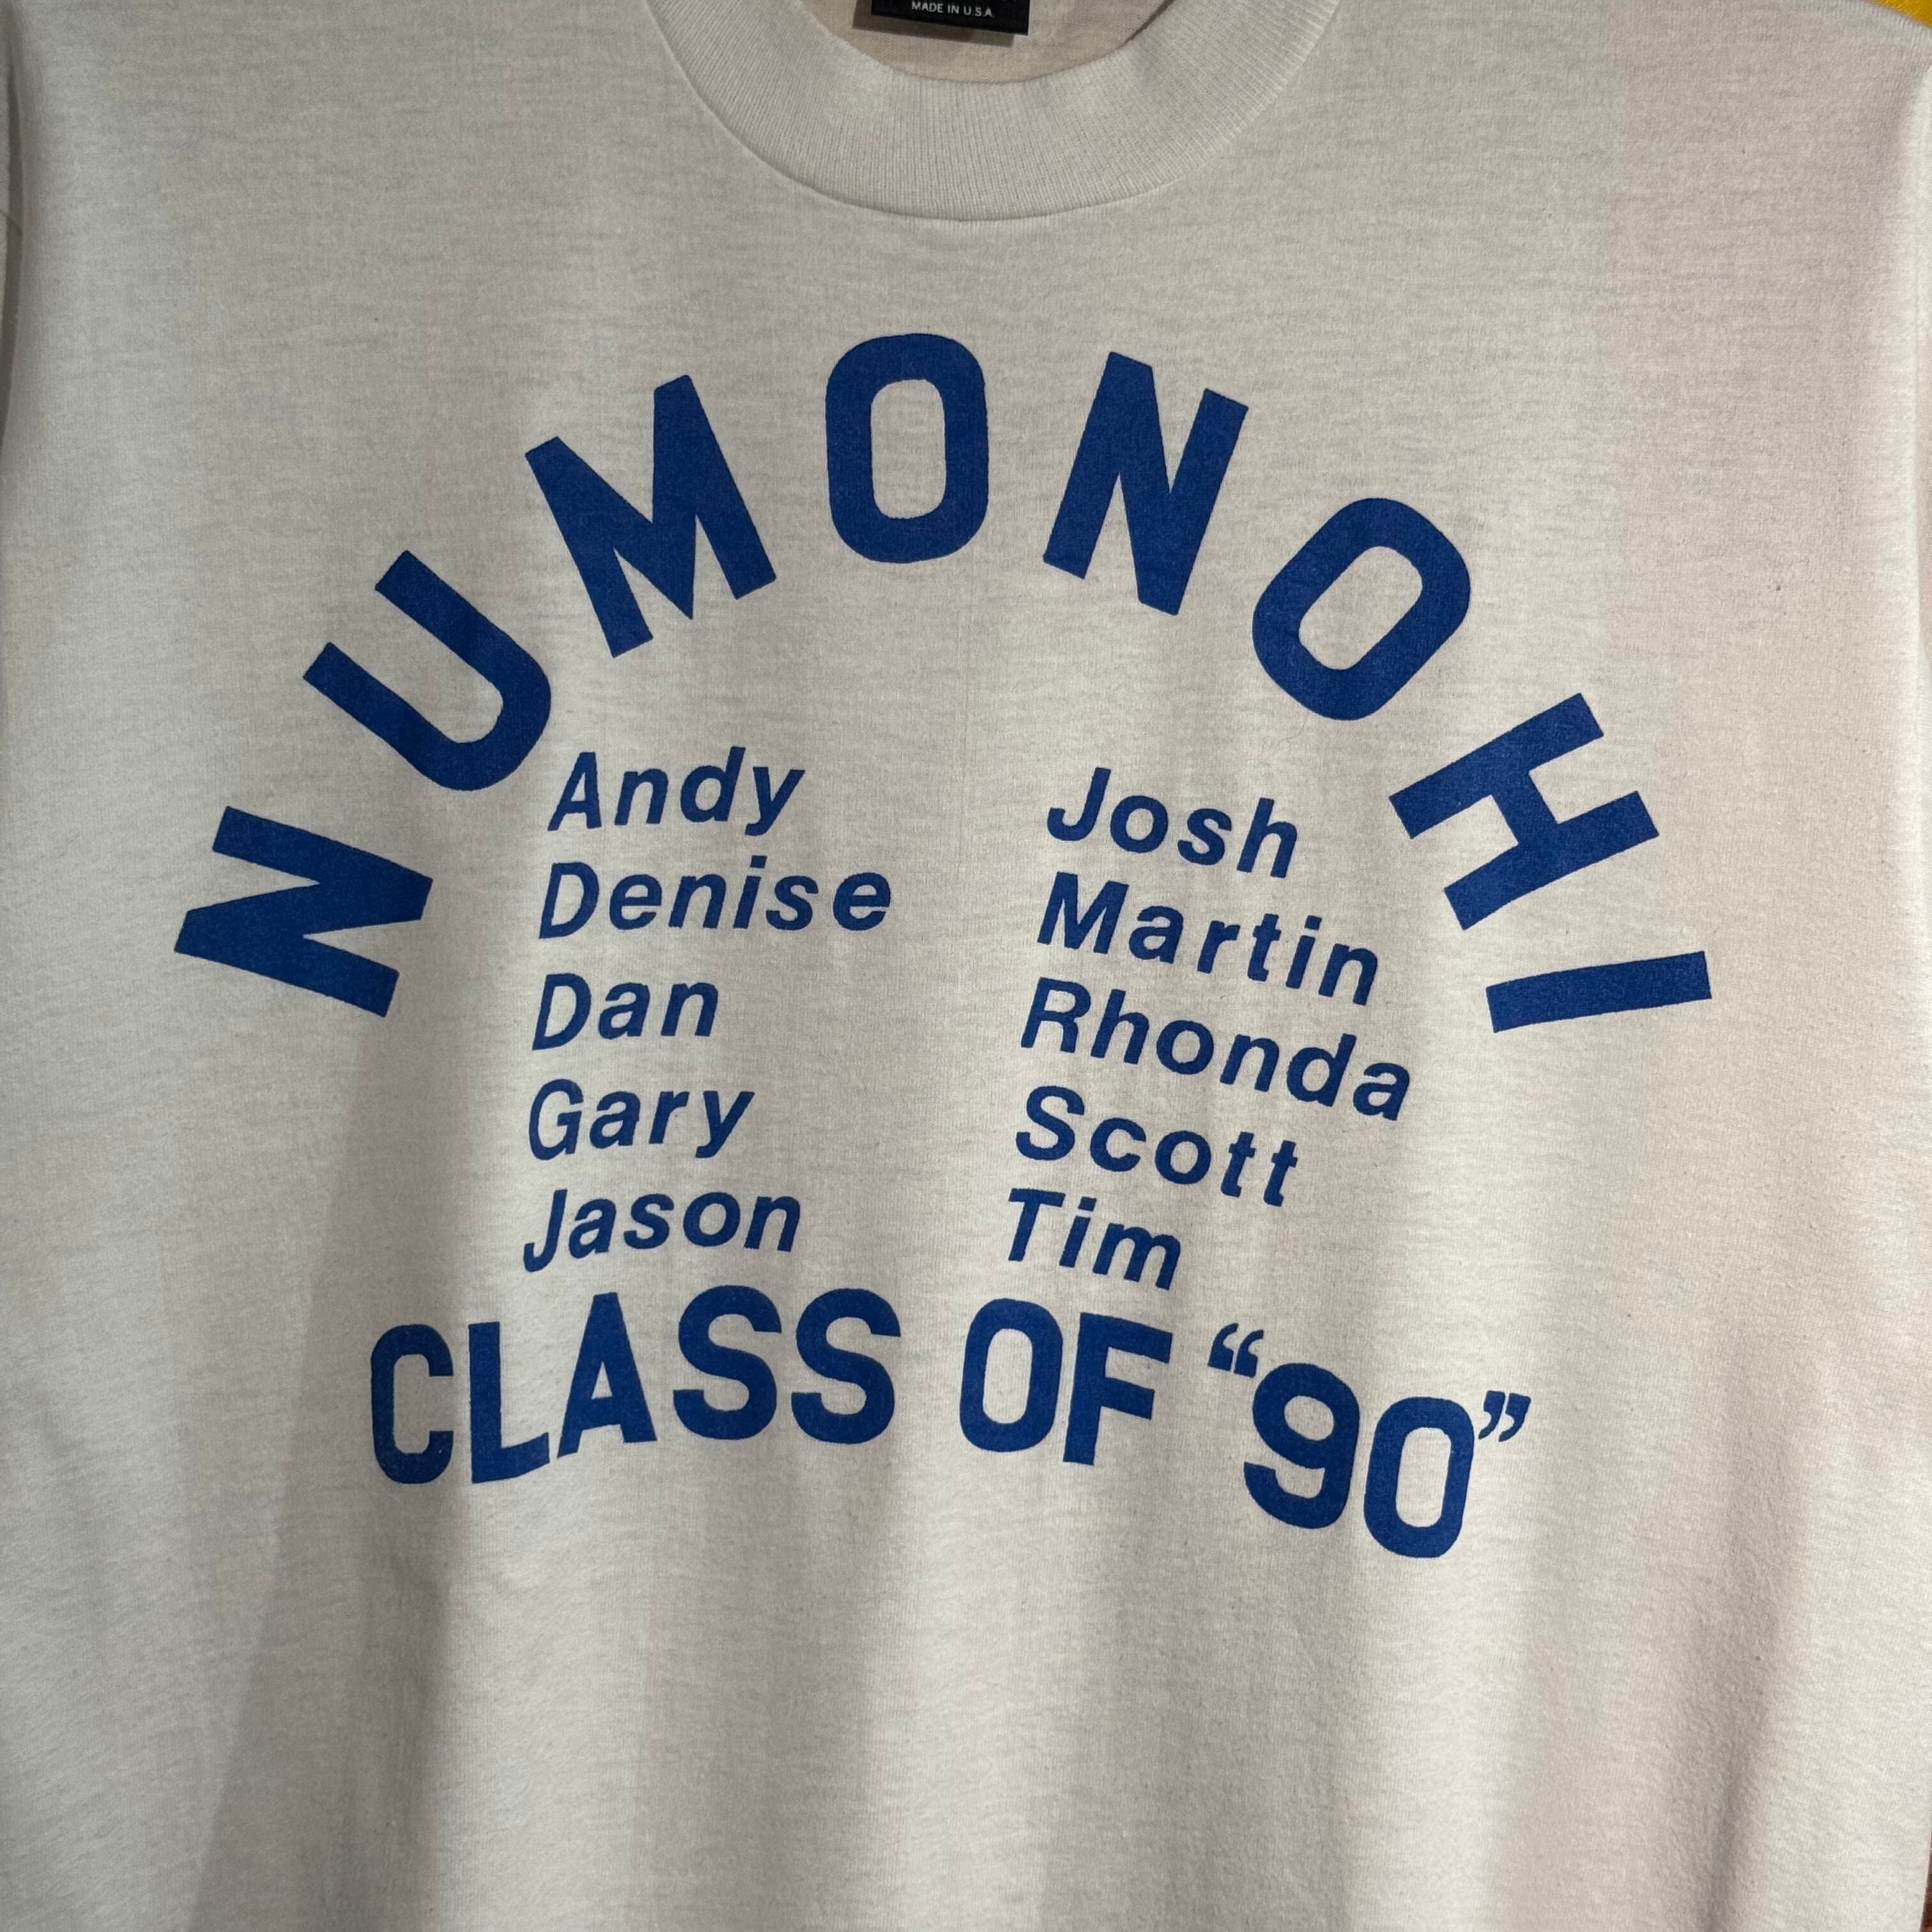 MADE IN U.S.A.
NUMONOHI
Andy
Denise
Dan
Gary
Jason
Josh
Martin
Rhonda
Scott
Tim
CLASS OF “90”